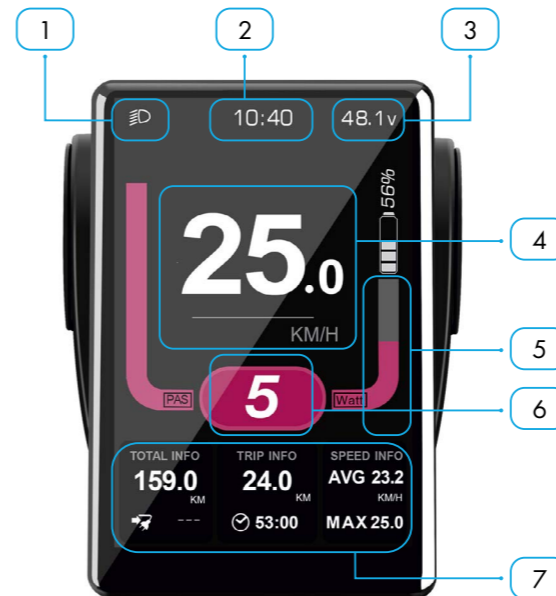 1 2 3
10:40 48.1v
56%
25.0
4
KM/H
5
PAS 5 Watt
6
TOTAL INFO TRIP INFO SPEED INFO
159.0 24.0 AVG 23.2
KM KM KM/H
--- 53:00 MAX 25.0
7